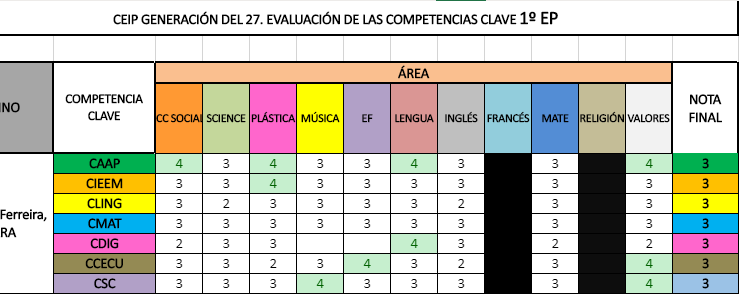 CEIP GENERACIÓN DEL 27. EVALUACIÓN DE LAS COMPETENCIAS CLAVE 1º EP
ÁREA
NO COMPETENCIA CLAVE CC SOCIAL SCIENCE PLÁSTICA MÚSICA EF LENGUA INGLÉS FRANCÉS MATE RELIGIÓN VALORES NOTA FINAL
CAAP 4 3 4 3 3 4 3 3 4 3
CIEEM 3 3 4 3 3 3 3 3 3 3
Ferreira, CLING 3 2 3 3 3 3 2 3 3 3
RA CMAT 3 3 3 3 3 3 3 3 3 3
CDIG 2 3 3 4 3 2 2 3
CCECU 3 3 2 3 4 3 2 3 4 3
CSC 3 3 3 4 3 3 3 3 4 3